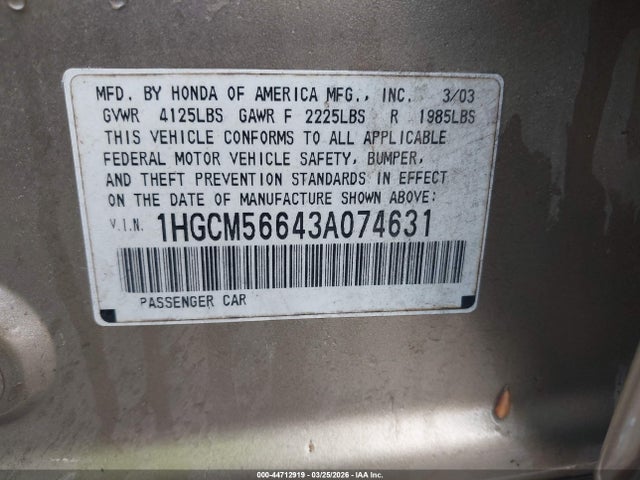 MFD. BY HONDA OF AMERICA MFG., INC. 3/03
GVWR 4125LBS GAWR F 2225LBS R 1985LBS
THIS VEHICLE CONFORMS TO ALL APPLICABLE
FEDERAL MOTOR VEHICLE SAFETY, BUMPER,
AND THEFT PREVENTION STANDARDS IN EFFECT
ON THE DATE OF MANUFACTURE SHOWN ABOVE:
V.I.N. 1HGCM56643A074631
PASSENGER CAR
000-44712919 | 03/25/2026 | IAA Inc.